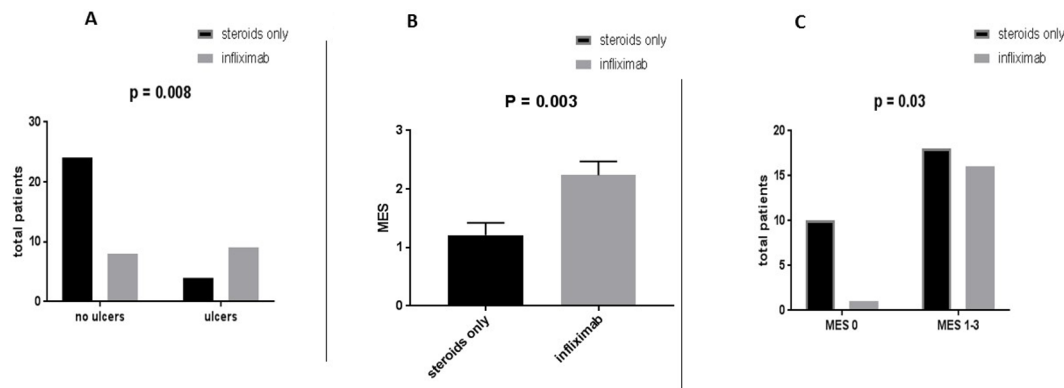 A
steroids only
infliximab
p = 0.008
30
20
10
0
total patients
no ulcers
ulcers
B
steroids only
infliximab
P = 0.003
3
2
1
0
MES
steroids only
infliximab
C
steroids only
infliximab
p = 0.03
20
15
10
5
0
total patients
MES 0
MES 1-3